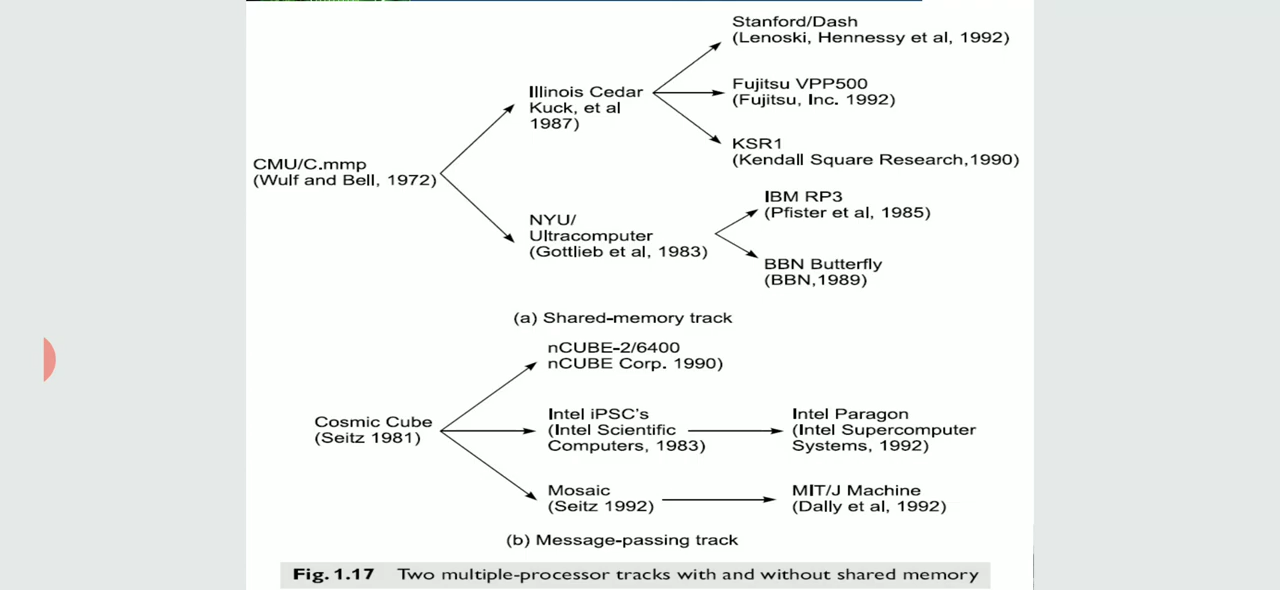 Stanford/Dash
(Lenoski, Hennessy et al, 1992)
Illinois Cedar
Kuck, et al
1987)
Fujitsu VPP500
(Fujitsu, Inc. 1992)
KSR1
(Kendall Square Research,1990)
CMU/C.mmp
(Wulf and Bell, 1972)
NYU/
Ultracomputer
(Gottlieb et al, 1983)
IBM RP3
(Pfister et al, 1985)
BBN Butterfly
(BBN,1989)
(a) Shared-memory track
nCUBE-2/6400
nCUBE Corp. 1990)
Cosmic Cube
(Seitz 1981)
Intel iPSC's
(Intel Scientific
Computers, 1983)
Intel Paragon
(Intel Supercomputer
Systems, 1992)
Mosaic
(Seitz 1992)
MIT/J Machine
(Dally et al, 1992)
(b) Message-passing track
Fig. 1.17 Two multiple-processor tracks with and without shared memory